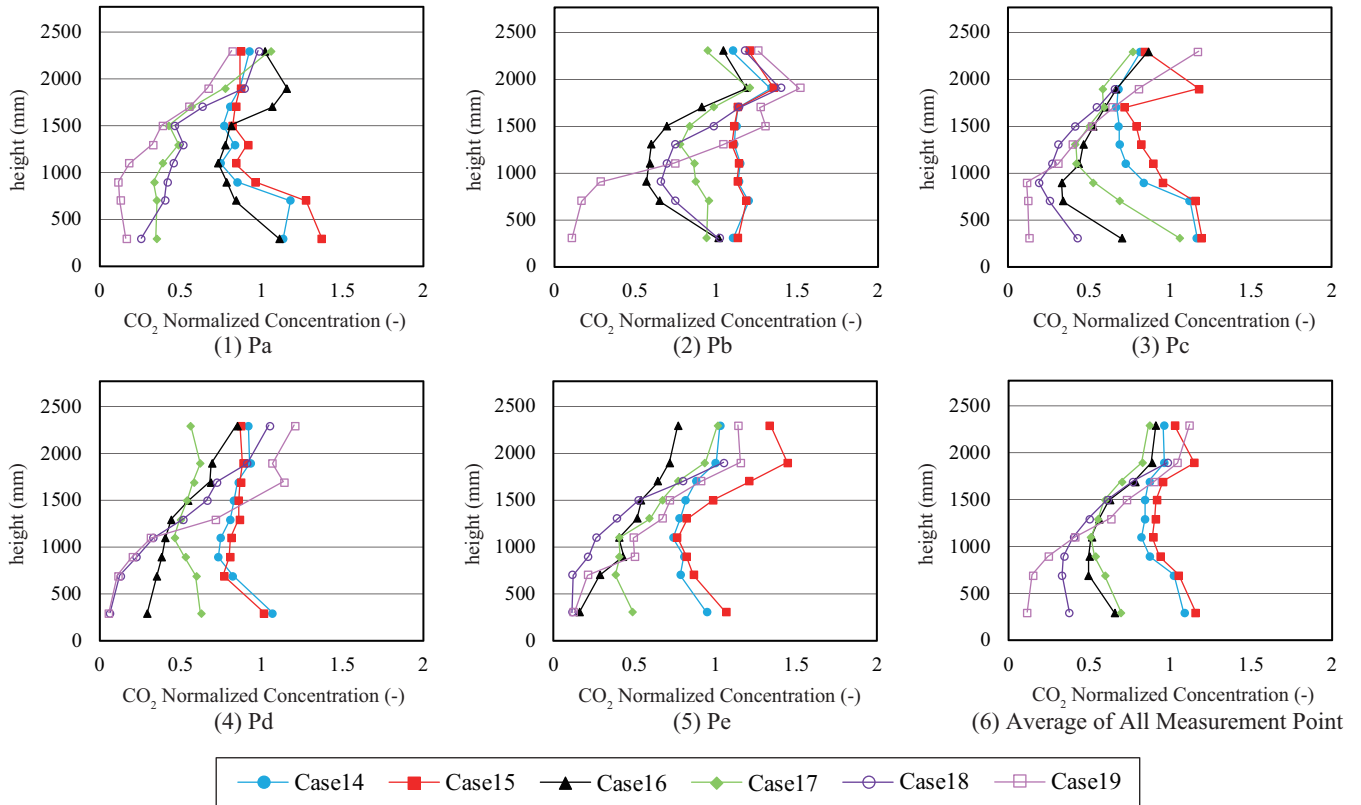 2500
2000
1500
1000
500
0
height (mm)
0 0.5 1 1.5 2
CO2 Normalized Concentration (-)
(1) Pa
2500
2000
1500
1000
500
0
height (mm)
0 0.5 1 1.5 2
CO2 Normalized Concentration (-)
(2) Pb
2500
2000
1500
1000
500
0
height (mm)
0 0.5 1 1.5 2
CO2 Normalized Concentration (-)
(3) Pc
2500
2000
1500
1000
500
0
height (mm)
0 0.5 1 1.5 2
CO2 Normalized Concentration (-)
(4) Pd
2500
2000
1500
1000
500
0
height (mm)
0 0.5 1 1.5 2
CO2 Normalized Concentration (-)
(5) Pe
2500
2000
1500
1000
500
0
height (mm)
0 0.5 1 1.5 2
CO2 Normalized Concentration (-)
(6) Average of All Measurement Point
Case14 Case15 Case16 Case17 Case18 Case19